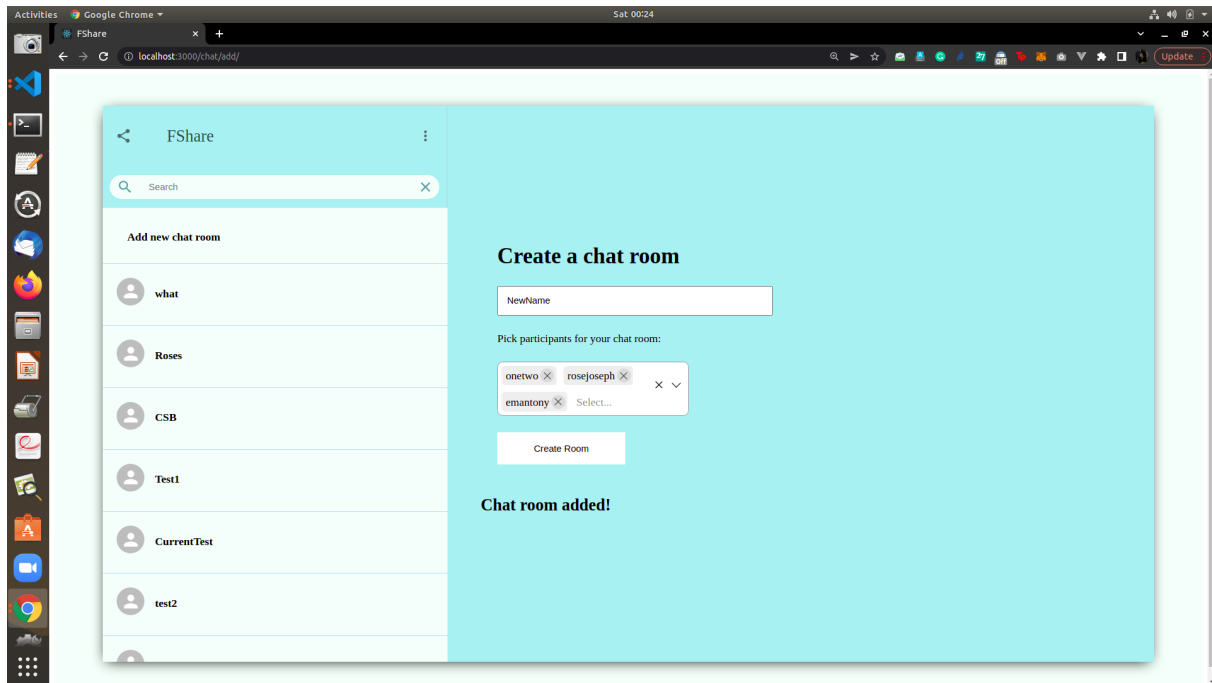 Activities Google Chrome Sat 00:24
FShare
localhost:3000/chat/add/ 27 Off Update
FShare
Search
Add new chat room
what
Roses
CSB
Test1
CurrentTest
test2
Create a chat room
NewName
Pick participants for your chat room:
onetwo rosejoseph
emantony Select...
Create Room
Chat room added!